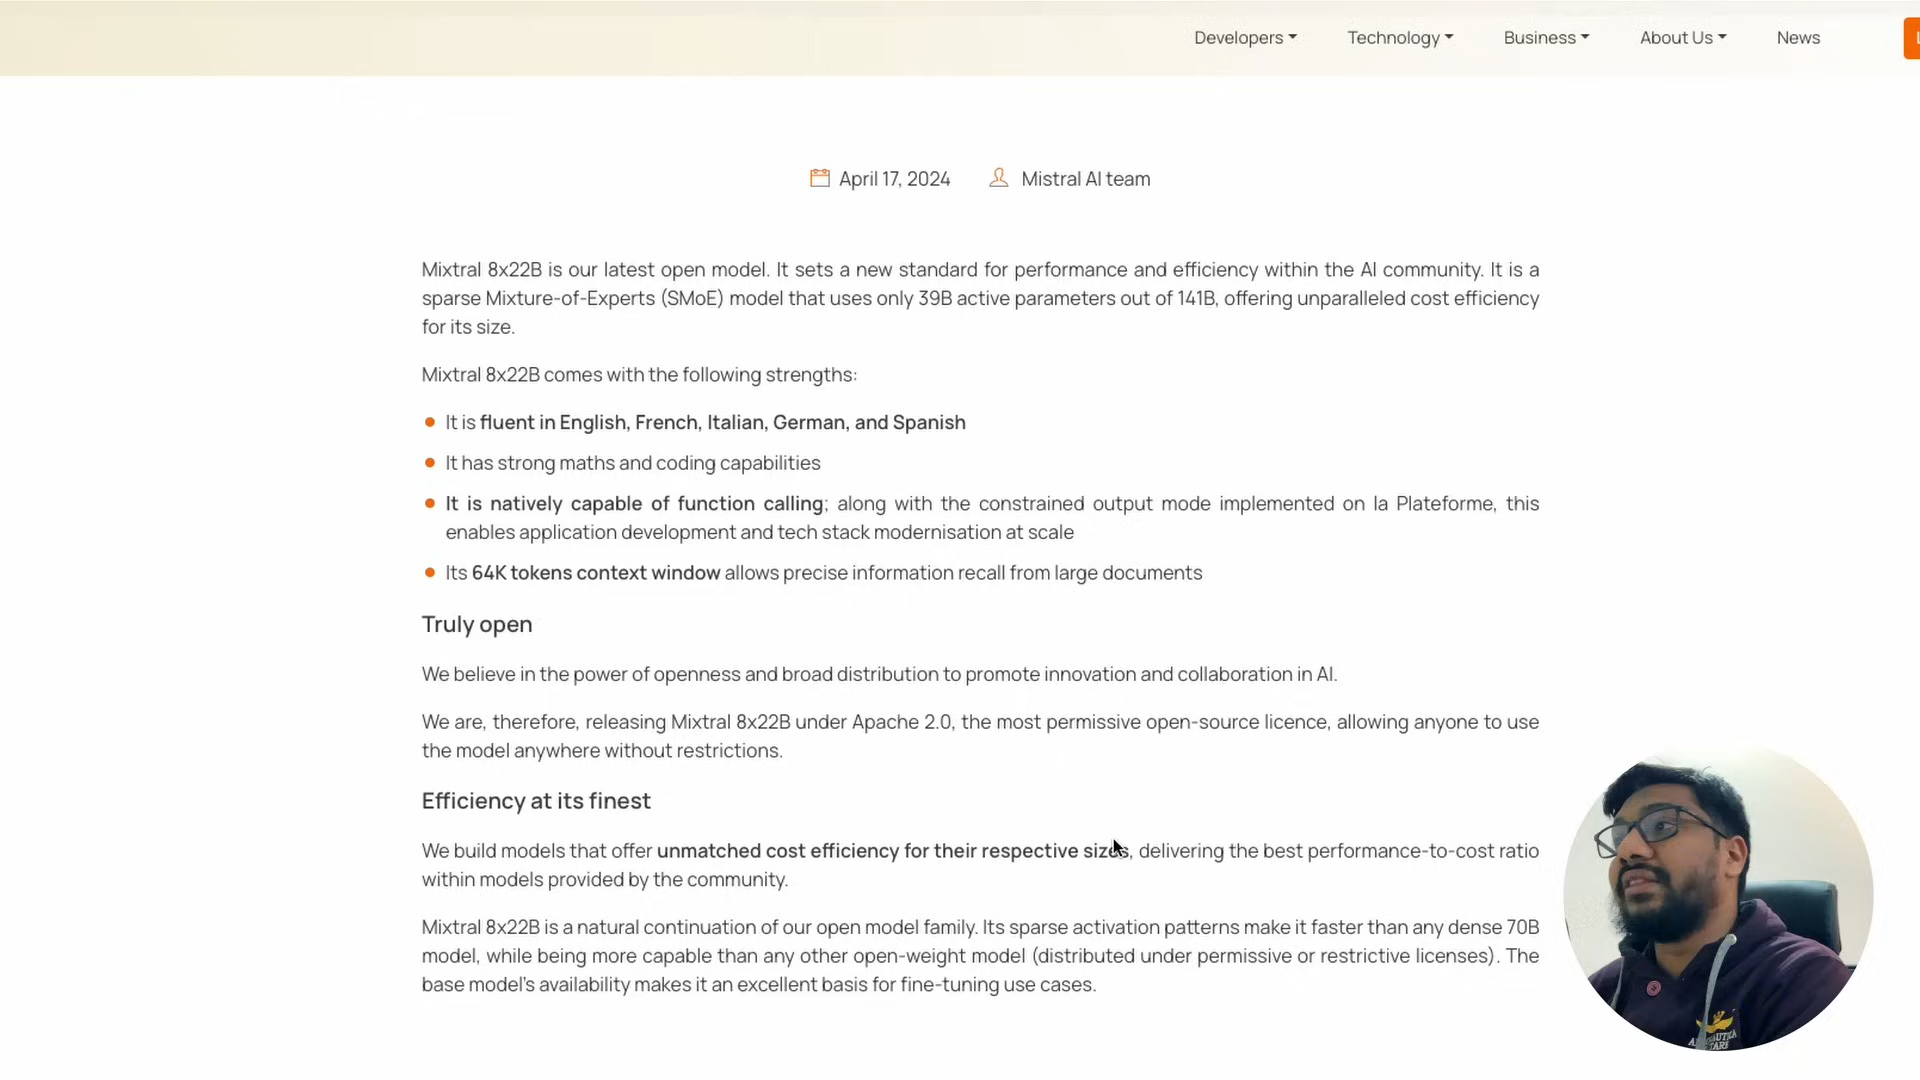 Developers Technology Business About Us News
April 17, 2024 Mistral AI team
Mixtral 8x22B is our latest open model. It sets a new standard for performance and efficiency within the AI community. It is a
sparse Mixture-of-Experts (SMoE) model that uses only 39B active parameters out of 141B, offering unparalleled cost efficiency
for its size.
Mixtral 8x22B comes with the following strengths:
It is fluent in English, French, Italian, German, and Spanish
It has strong maths and coding capabilities
It is natively capable of function calling; along with the constrained output mode implemented on la Plateforme, this
enables application development and tech stack modernisation at scale
Its 64K tokens context window allows precise information recall from large documents
Truly open
We believe in the power of openness and broad distribution to promote innovation and collaboration in AI.
We are, therefore, releasing Mixtral 8x22B under Apache 2.0, the most permissive open-source licence, allowing anyone to use
the model anywhere without restrictions.
Efficiency at its finest
We build models that offer unmatched cost efficiency for their respective sizes, delivering the best performance-to-cost ratio
within models provided by the community.
Mixtral 8x22B is a natural continuation of our open model family. Its sparse activation patterns make it faster than any dense 70B
model, while being more capable than any other open-weight model (distributed under permissive or restrictive licenses). The
base model's availability makes it an excellent basis for fine-tuning use cases.